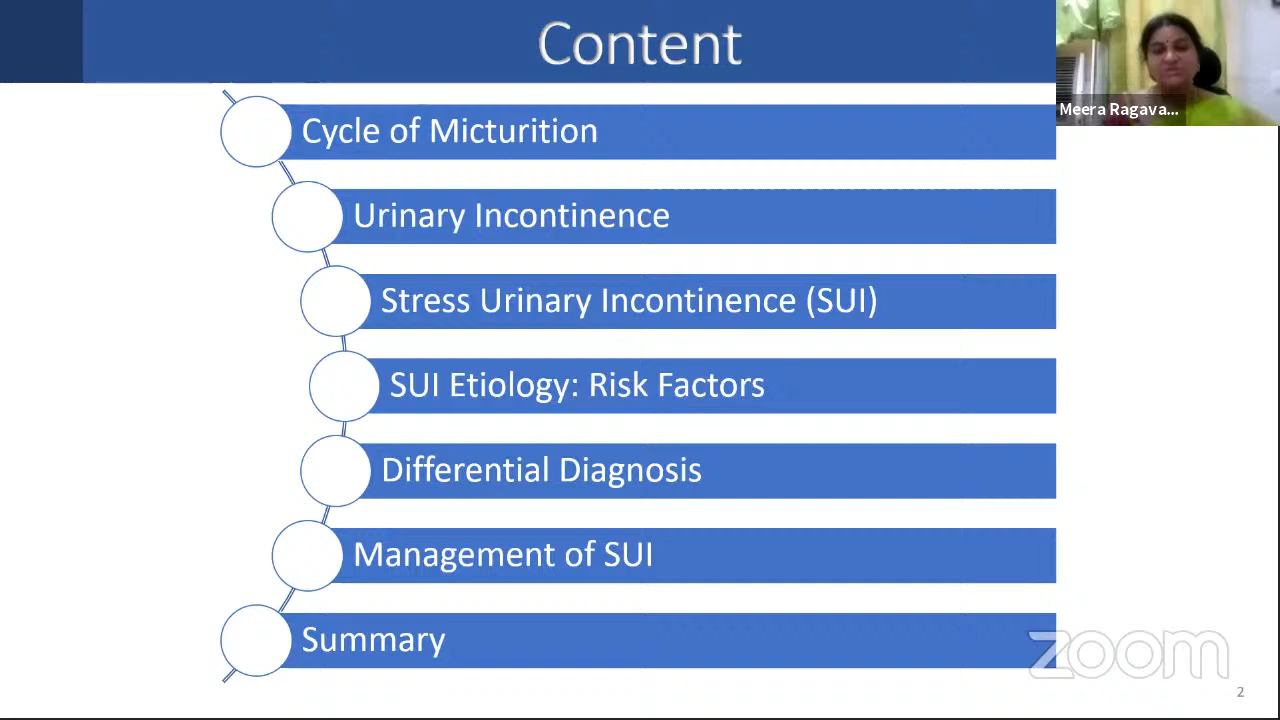 Content
Meera Ragava...
Cycle of Micturition
Urinary Incontinence
Stress Urinary Incontinence (SUI)
SUI Etiology: Risk Factors
Differential Diagnosis
Management of SUI
Summary
zoom
2